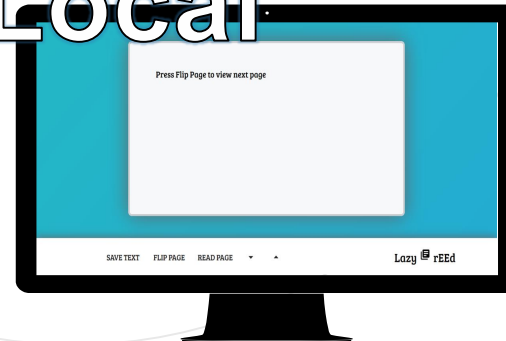 Local
Press Flip Page to view next page
SAVE TEXT FLIP PAGE READ PAGE
Lazy rEEd